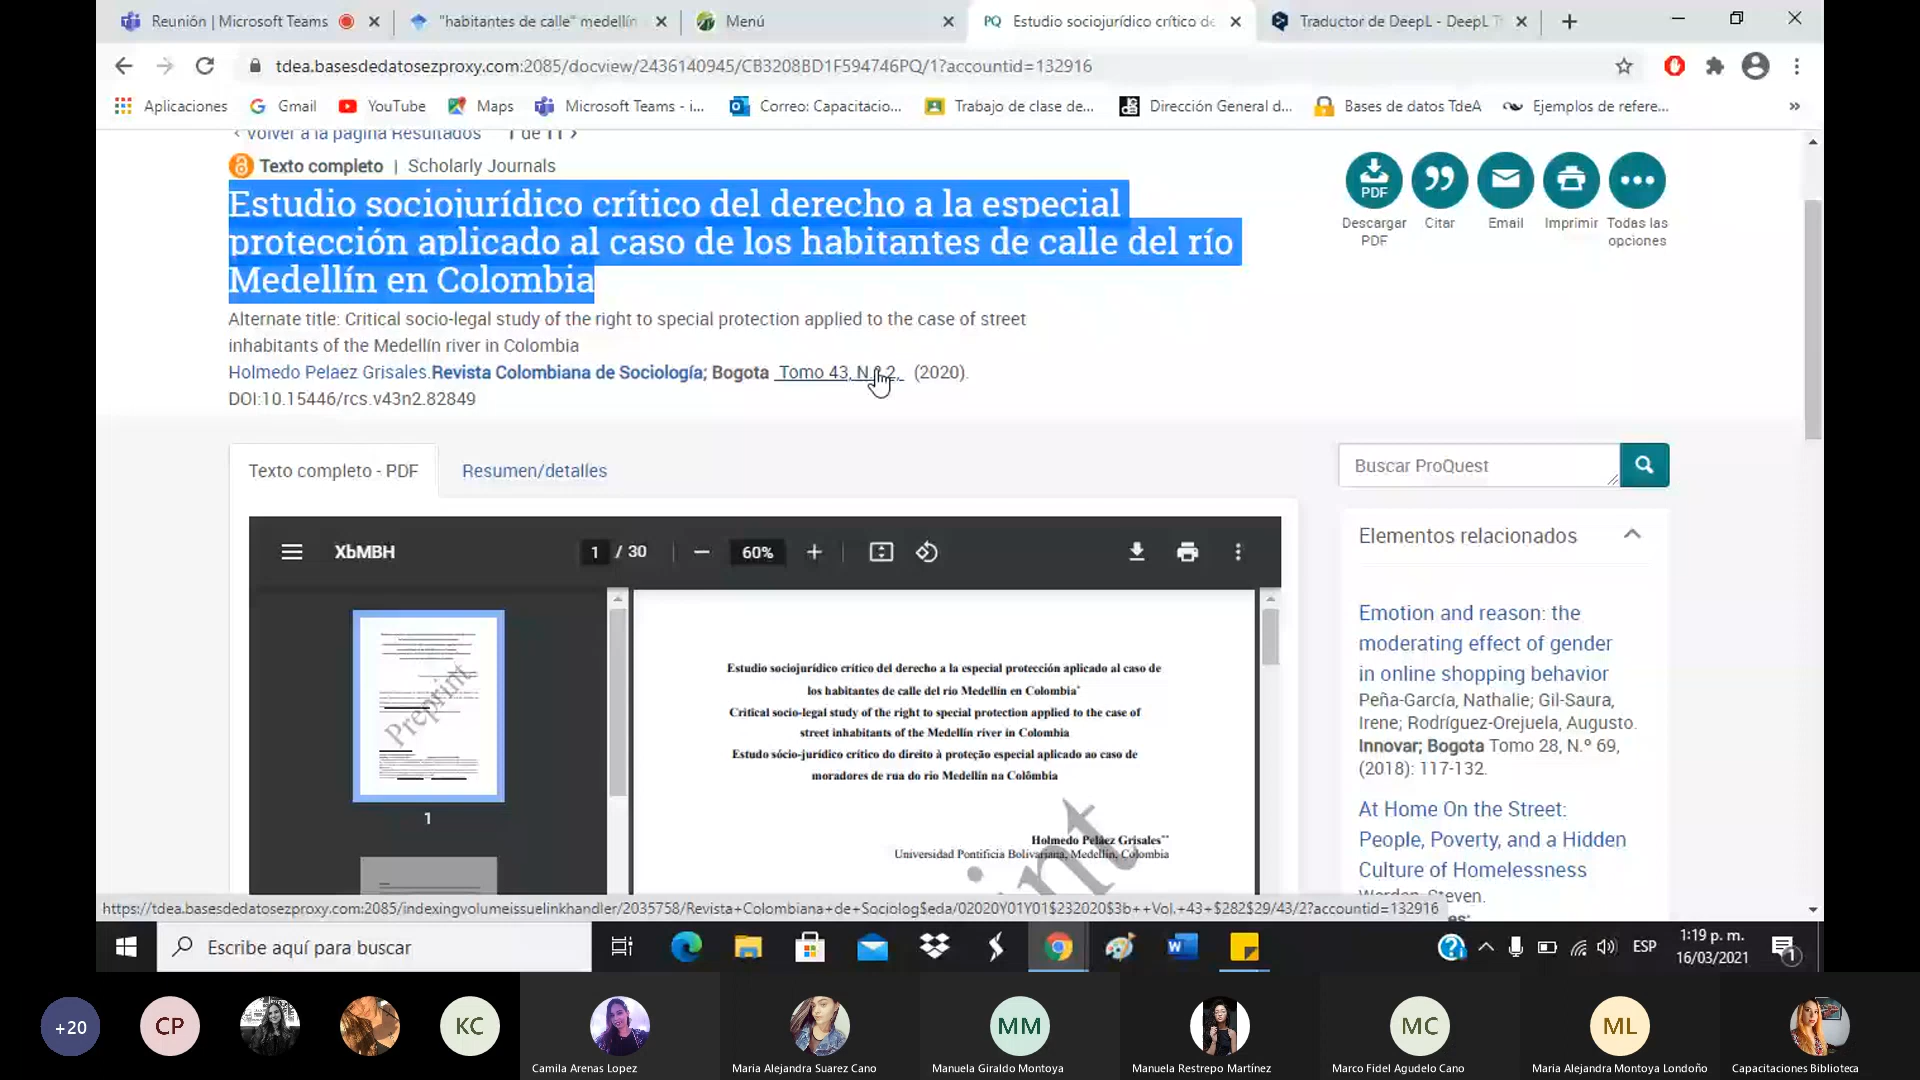 Reunión | Microsoft Teams
"habitantes de calle" medellín
Menú
PQ Estudio sociojurídico crítico de
Traductor de DeepL - DeepL T
tdea.basesdedatosezproxy.com:2085/docview/2436140945/CB3208BD1F594746PQ/1?accountid=132916
Aplicaciones
Gmail
YouTube
Maps
Microsoft Teams - i...
Correo: Capacitacio...
Trabajo de clase de...
Dirección General d...
Bases de datos TdeA
Ejemplos de refere...
»
‹ Volver a la página Resultados 1 de 11 ›
Texto completo | Scholarly Journals
Estudio sociojurídico crítico del derecho a la especial
protección aplicado al caso de los habitantes de calle del río
Medellín en Colombia
Alternate title: Critical socio-legal study of the right to special protection applied to the case of street
inhabitants of the Medellín river in Colombia
Holmedo Pelaez Grisales.Revista Colombiana de Sociología; Bogota Tomo 43, N.º 2, (2020).
DOI:10.15446/rcs.v43n2.82849
PDF
Descargar
PDF
Citar
Email
Imprimir
Todas las
opciones
Texto completo - PDF
Resumen/detalles
Buscar ProQuest
XbMBH
1 / 30
60%
Preprint
1
Estudio sociojurídico crítico del derecho a la especial protección aplicado al caso de
los habitantes de calle del río Medellín en Colombia*
Critical socio-legal study of the right to special protection applied to the case of
street inhabitants of the Medellín river in Colombia
Estudo sócio-jurídico crítico do direito à proteção especial aplicado ao caso de
moradores de rua do rio Medellín na Colômbia
Holmedo Peláez Grisales**
Universidad Pontificia Bolivariana, Medellín, Colombia
Elementos relacionados
Emotion and reason: the
moderating effect of gender
in online shopping behavior
Peña-García, Nathalie; Gil-Saura,
Irene; Rodríguez-Orejuela, Augusto.
Innovar; Bogota Tomo 28, N.º 69,
(2018): 117-132.
At Home On the Street:
People, Poverty, and a Hidden
Culture of Homelessness
Steven.
https://tdea.basesdedatosezproxy.com:2085/indexingvolumeissuelinkhandler/2035758/Revista+Colombiana+de+Sociolog$eda/02020Y01Y01$232020$3b++Vol.+43+$282$29/43/2?accountid=132916
Escribe aquí para buscar
ESP
1:19 p. m.
16/03/2021
1
+20
CP
KC
MM
MC
ML
Camila Arenas Lopez
Maria Alejandra Suarez Cano
Manuela Giraldo Montoya
Manuela Restrepo Martínez
Marco Fidel Agudelo Cano
Maria Alejandra Montoya Londoño
Capacitaciones Biblioteca